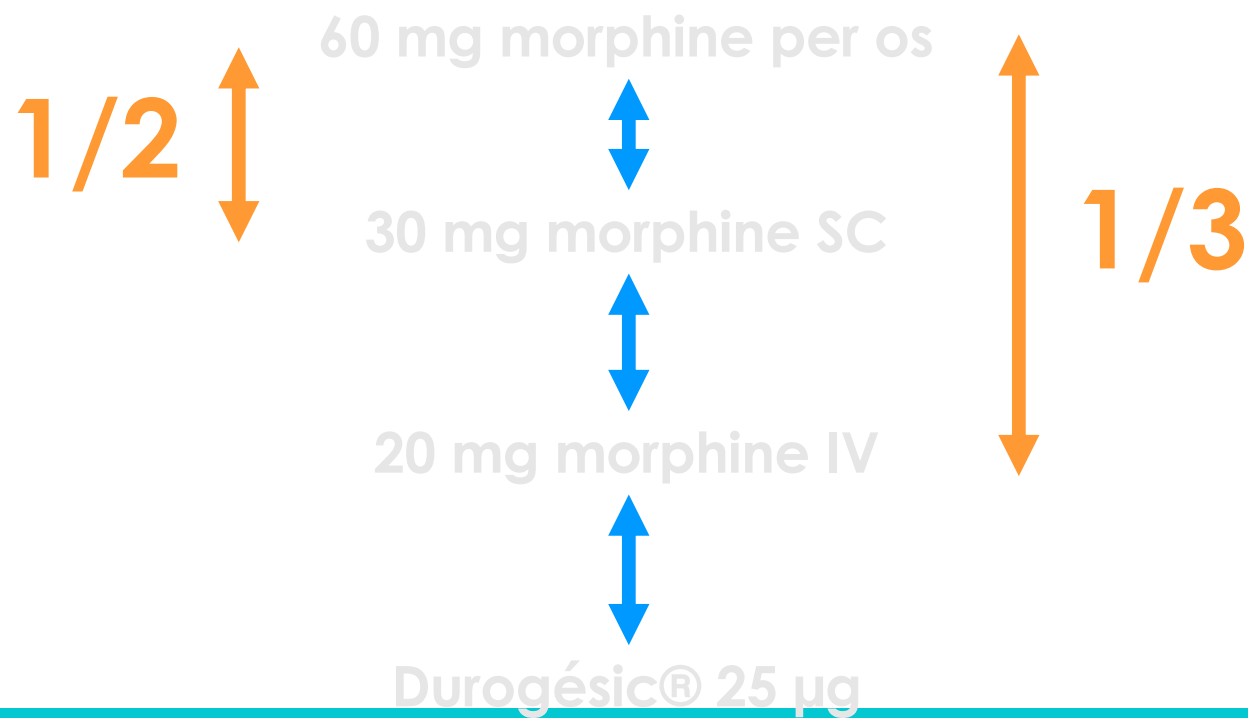 60 mg morphine per os
1/2
30 mg morphine SC
1/3
20 mg morphine IV
Durogésic® 25 µg